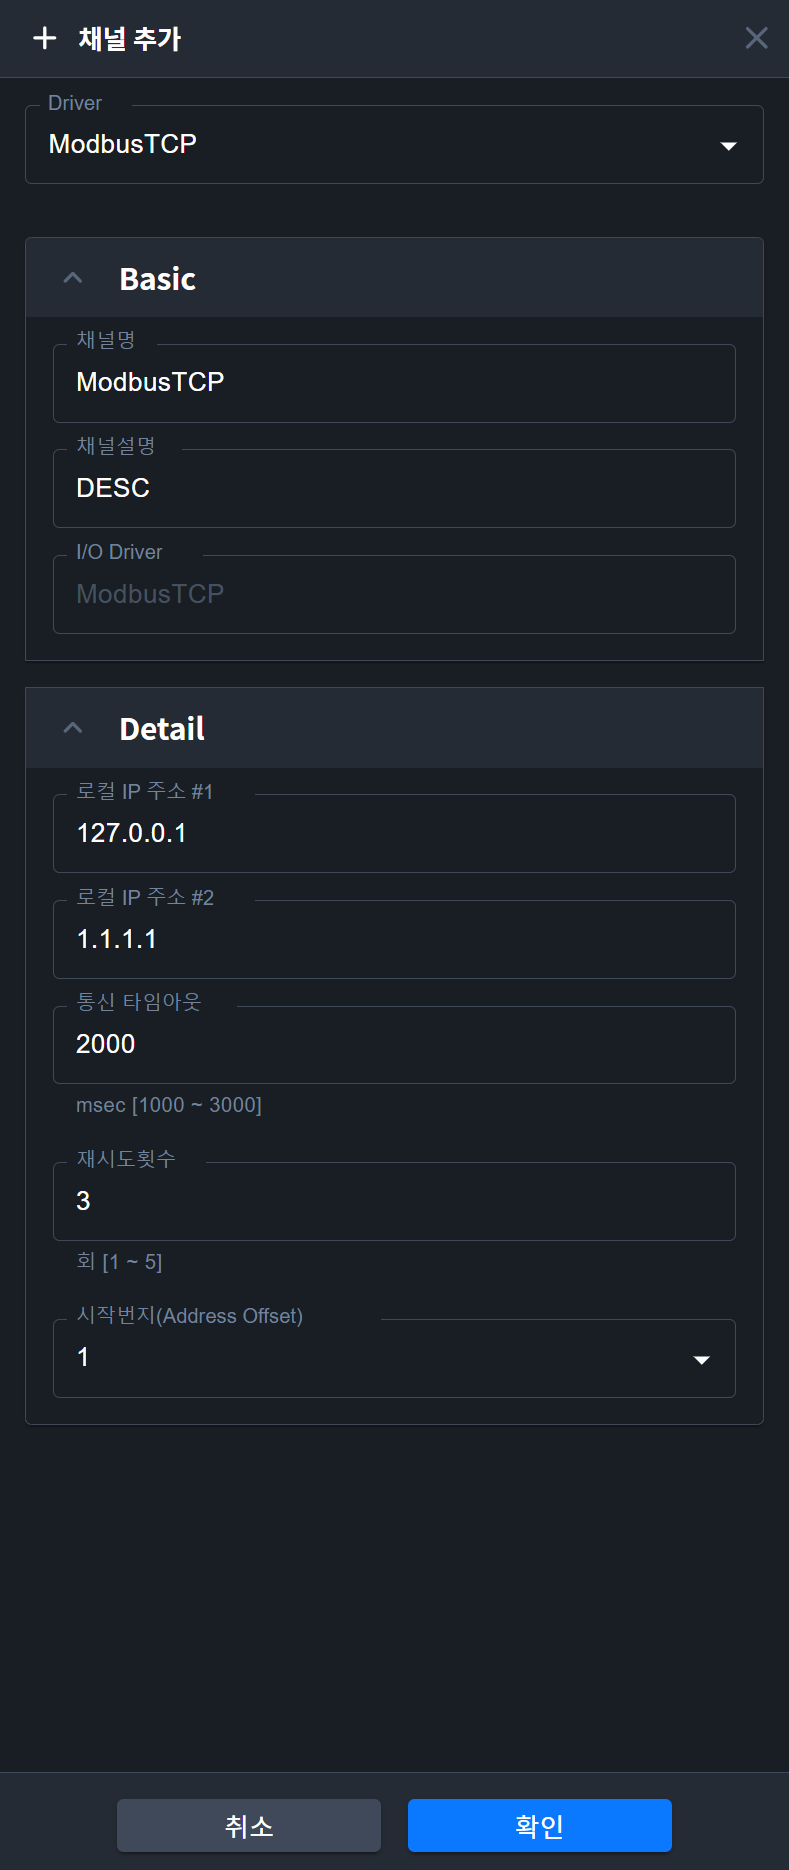 채널 추가
Driver
ModbusTCP
Basic
채널명
ModbusTCP
채널설명
DESC
I/O Driver
ModbusTCP
Detail
로컬 IP 주소 #1
127.0.0.1
로컬 IP 주소 #2
1.1.1.1
통신 타임아웃
2000
msec [1000 ~ 3000]
재시도횟수
3
회 [1 ~ 5]
시작번지(Address Offset)
1
취소 확인